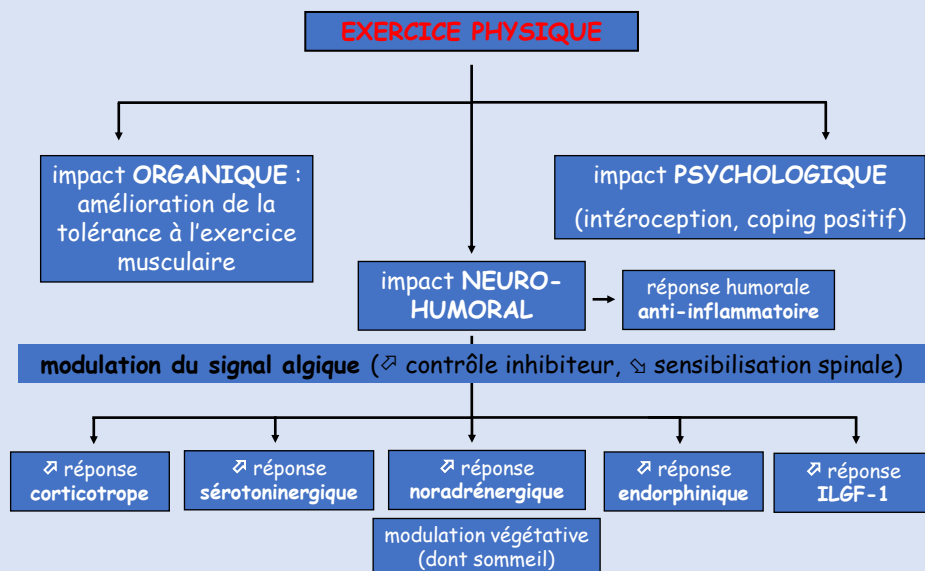 EXERCICE PHYSIQUE
impact ORGANIQUE :
amélioration de la
tolérance à l'exercice
musculaire
impact PSYCHOLOGIQUE
(intéroception, coping positif)
impact NEURO-
HUMORAL
réponse humorale
anti-inflammatoire
modulation du signal algique (⬀ contrôle inhibiteur, ⬂ sensibilisation spinale)
⬀ réponse
corticotrope
⬀ réponse
sérotoninergique
⬀ réponse
noradrénergique
⬀ réponse
endorphinique
⬀ réponse
ILGF-1
modulation végétative
(dont sommeil)